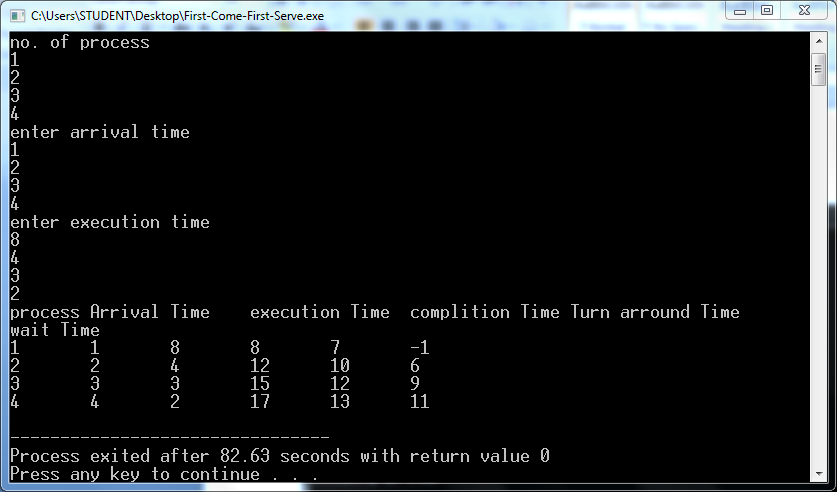 C:\Users\STUDENT\Desktop\First-Come-First-Serve.exe
no. of process
1
2
3
4
enter arrival time
1
2
3
4
enter execution time
8
4
3
2
process Arrival Time    execution Time  complition Time Turn arround Time
wait Time
1       1       8       8       7       -1
2       2       4       12      10      6
3       3       3       15      12      9
4       4       2       17      13      11
--------------------------------
Process exited after 82.63 seconds with return value 0
Press any key to continue . . .